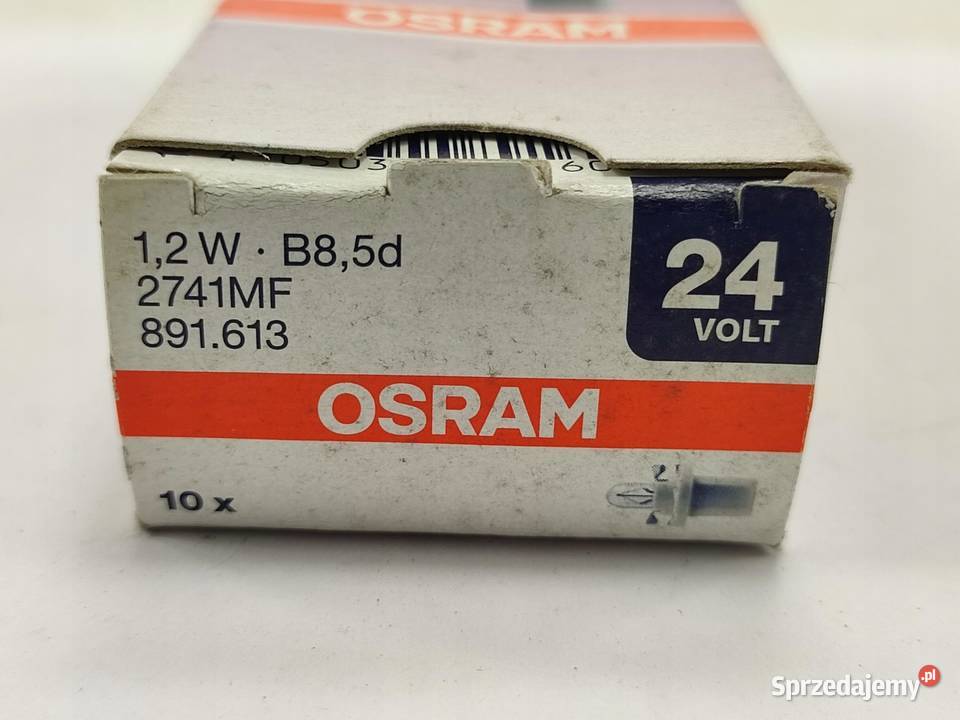 OSRAM
1,2 W · B8,5d
2741MF
891.613
24
VOLT
OSRAM
10 x
Sprzedajemy.pl